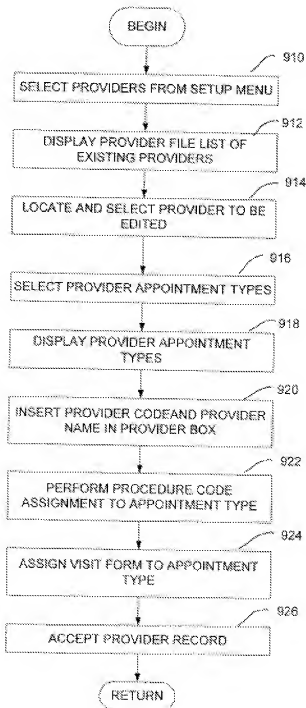 BEGIN
910
SELECT PROVIDERS FROM SETUP MENU
912
DISPLAY PROVIDER FILE LIST OF
EXISTING PROVIDERS
914
LOCATE AND SELECT PROVIDER TO BE
EDITED
916
SELECT PROVIDER APPOINTMENT TYPES
918
DISPLAY PROVIDER APPOINTMENT
TYPES
920
INSERT PROVIDER CODEAND PROVIDER
NAME IN PROVIDER BOX
922
PERFORM PROCEDURE CODE
ASSIGNMENT TO APPOINTMENT TYPE
924
ASSIGN VISIT FORM TO APPOINTMENT
TYPE
926
ACCEPT PROVIDER RECORD
RETURN